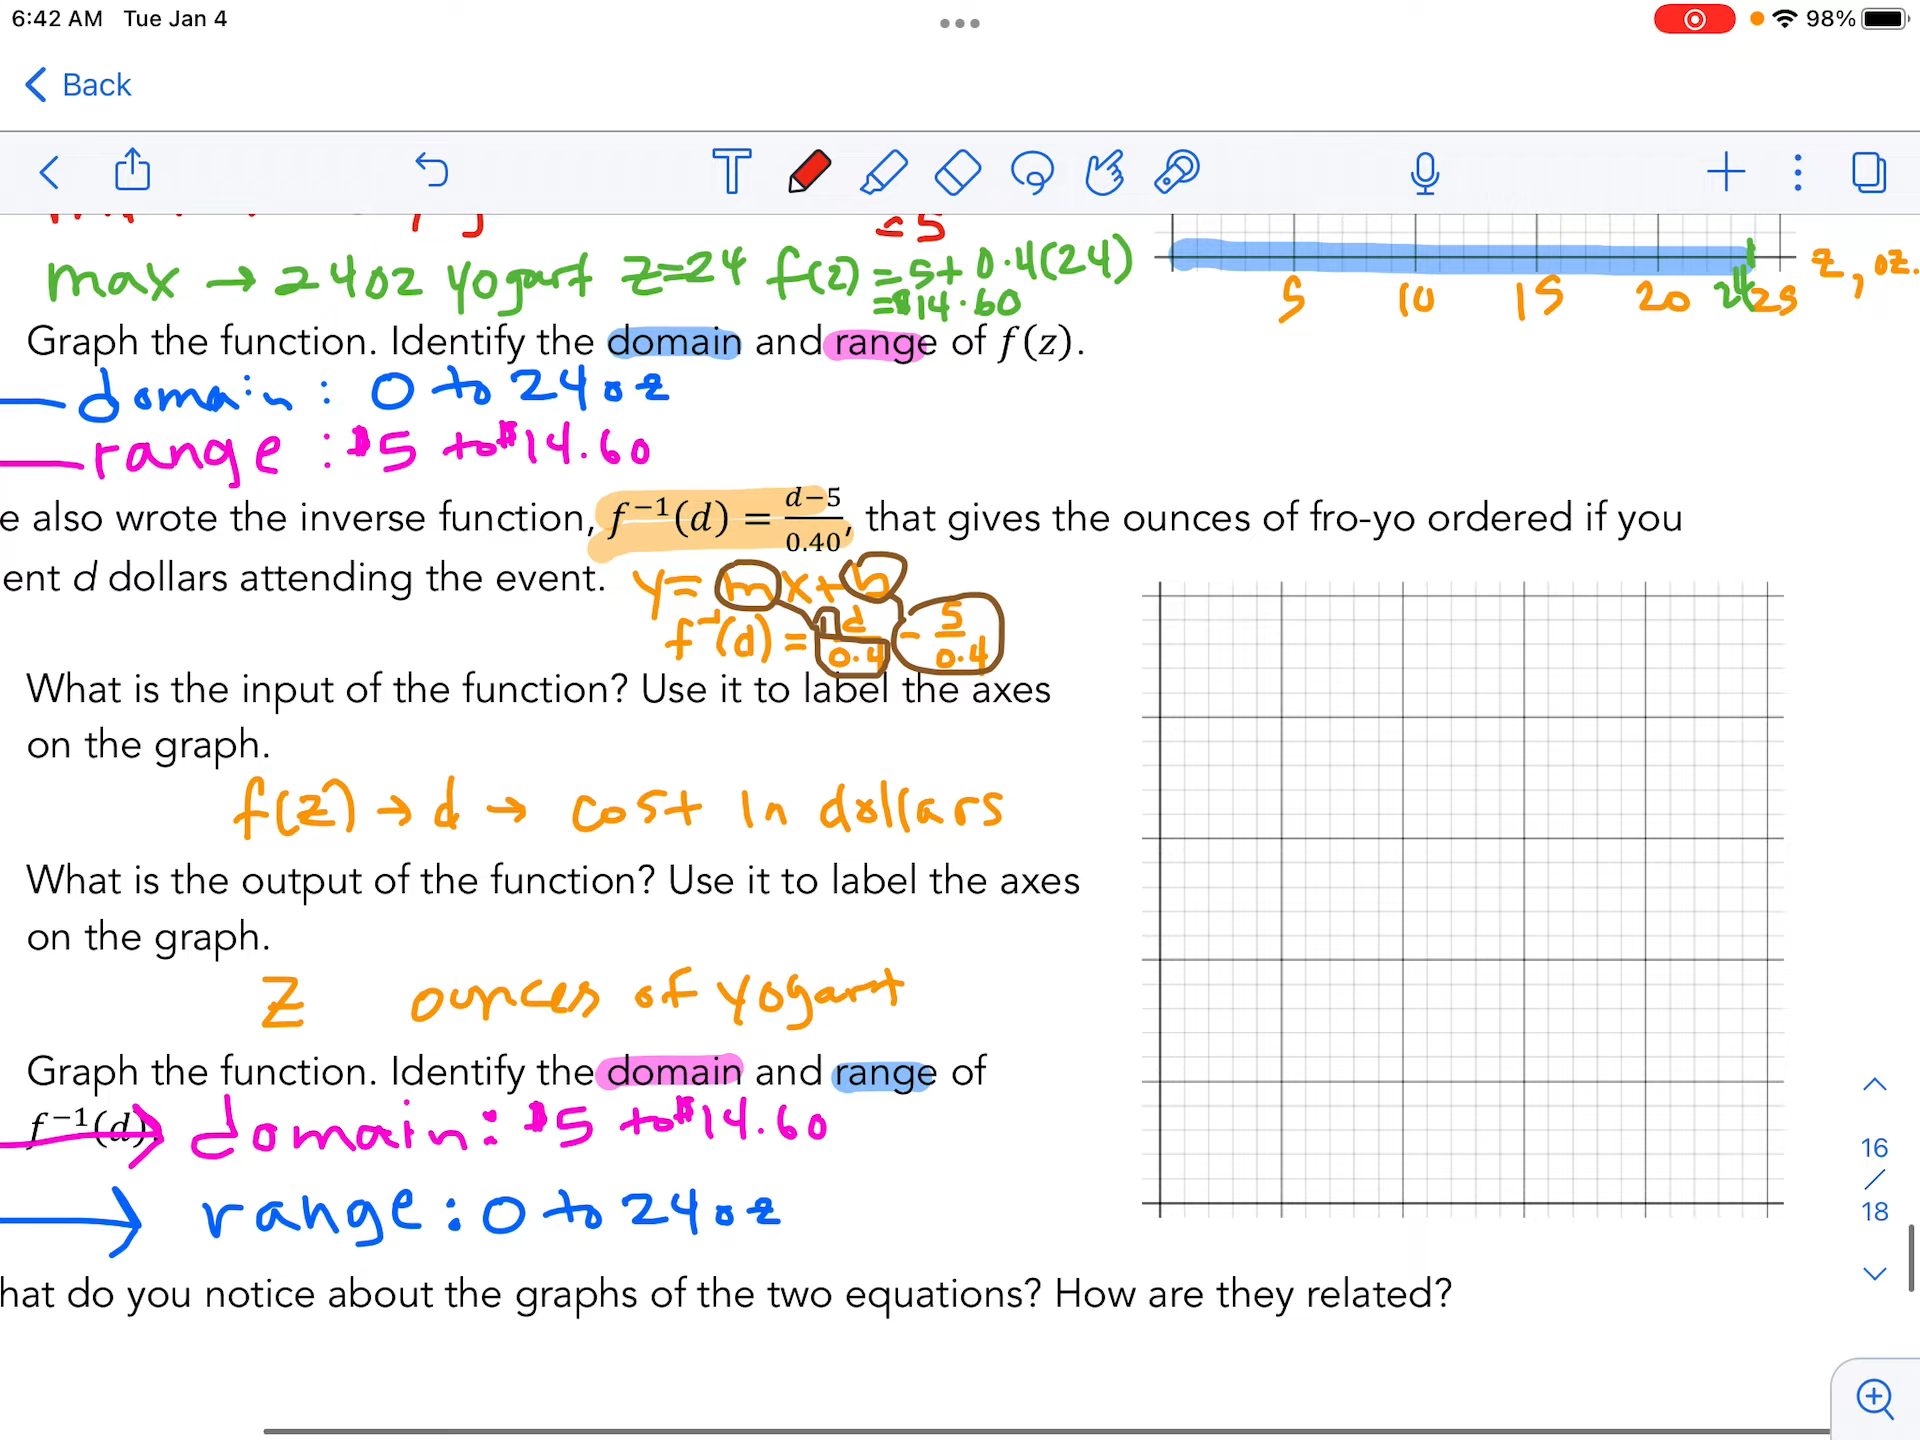 6:42 AM Tue Jan 4
98%
Back
T
= 5
max → 24oz yogart z=24 f(z) = 5+ 0.4(24)
= $14.60
5 10 15 20 24 25 z, oz.
Graph the function. Identify the domain and range of f(z).
domain : 0 to 24oz
range : $5 to $14.60
e also wrote the inverse function, f⁻¹(d) = (d−5)/0.40, that gives the ounces of fro-yo ordered if you
ent d dollars attending the event.
y = mx+b
f⁻¹(d) = 1d/0.4 - 5/0.4
What is the input of the function? Use it to label the axes
on the graph.
f(z) → d → cost in dollars
What is the output of the function? Use it to label the axes
on the graph.
z ounces of yogart
Graph the function. Identify the domain and range of
f⁻¹(d).
domain: $5 to $14.60
range: 0 to 24oz
16
/
18
hat do you notice about the graphs of the two equations? How are they related?